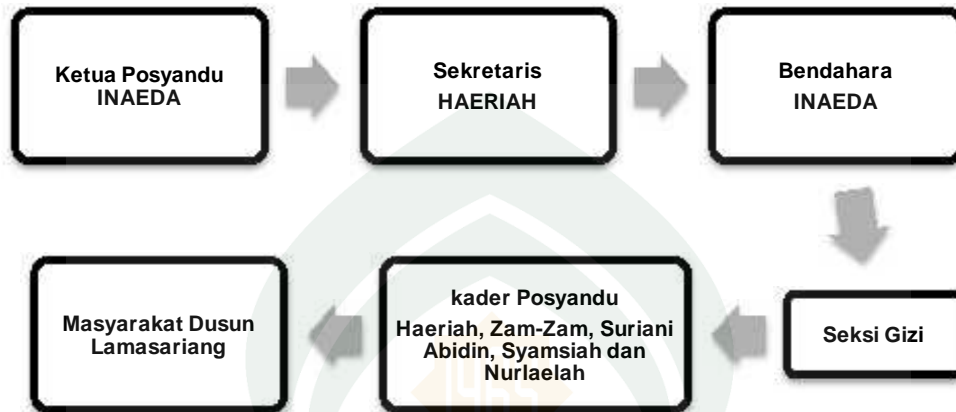 Ketua Posyandu
INAEDA
Sekretaris
HAERIAH
Bendahara
INAEDA
Seksi Gizi
kader Posyandu
Haeriah, Zam-Zam, Suriani
Abidin, Syamsiah dan
Nurlaelah
Masyarakat Dusun
Lamasariang
1965